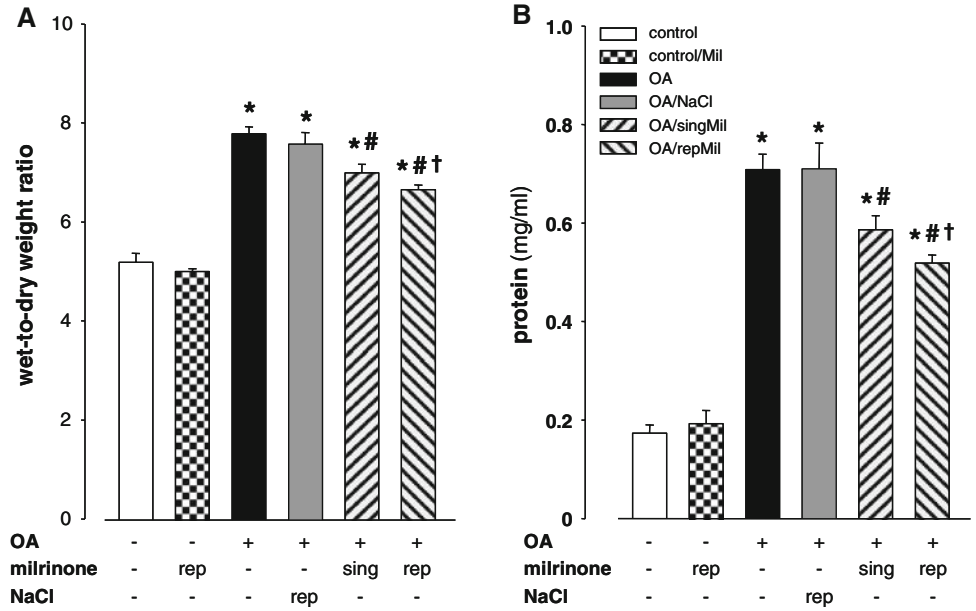 A
wet-to-dry weight ratio
10
8
6
4
2
0
*
*
* #
* # †
OA - - + + + +
milrinone - rep - - sing rep
NaCl - - - rep - -
B
protein (mg/ml)
1.0
0.8
0.6
0.4
0.2
0
control
control/Mil
OA
OA/NaCl
OA/singMil
OA/repMil
*
*
* #
* # †
OA - - + + + +
milrinone - rep - - sing rep
NaCl - - - rep - -